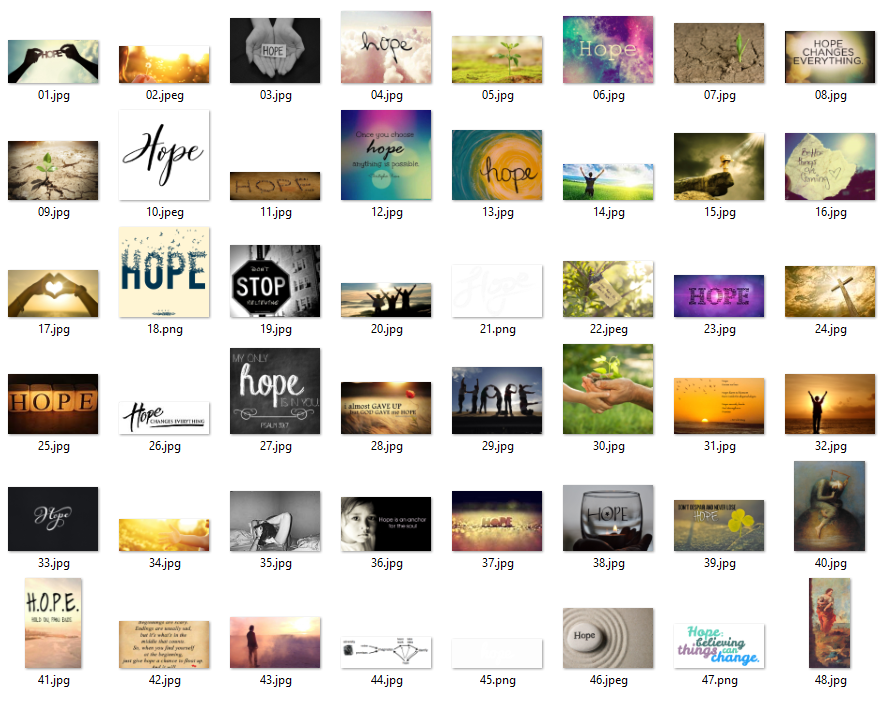 HOPE
HOPE
hope
Hope
HOPE
CHANGES
EVERYTHING.
01.jpg 02.jpeg 03.jpg 04.jpg 05.jpg 06.jpg 07.jpg 08.jpg
Hope
HOPE
Once you choose
hope
anything is possible
hope
Better
things
are
coming
09.jpg 10.jpeg 11.jpg 12.jpg 13.jpg 14.jpg 15.jpg 16.jpg
HOPE
DON'T
STOP
BELIEVING
Hope
HOPE
17.jpg 18.png 19.jpg 20.jpg 21.png 22.jpeg 23.jpg 24.jpg
HOPE
Hope
CHANGES EVERYTHING
MY ONLY
hope
IS IN YOU
PSALM 39:7
i almost GAVE UP
but GOD GAVE me HOPE
HOPE
25.jpg 26.jpg 27.jpg 28.jpg 29.jpg 30.jpg 31.jpg 32.jpg
Hope
Hope is an anchor
for the soul
HOPE
HOPE
DON'T DESPAIR AND NEVER LOSE
HOPE
33.jpg 34.jpg 35.jpg 36.jpg 37.jpg 38.jpg 39.jpg 40.jpg
H.O.P.E.
HOLD ON, PAIN ENDS
Beginnings are scary,
Endings are usually sad,
but it's what's in the
middle that counts.
So, when you find yourself
at the beginning,
just give hope a chance to float up
And it will
Hope
Hope:
believing
things can
change.
41.jpg 42.jpg 43.jpg 44.jpg 45.png 46.jpeg 47.png 48.jpg